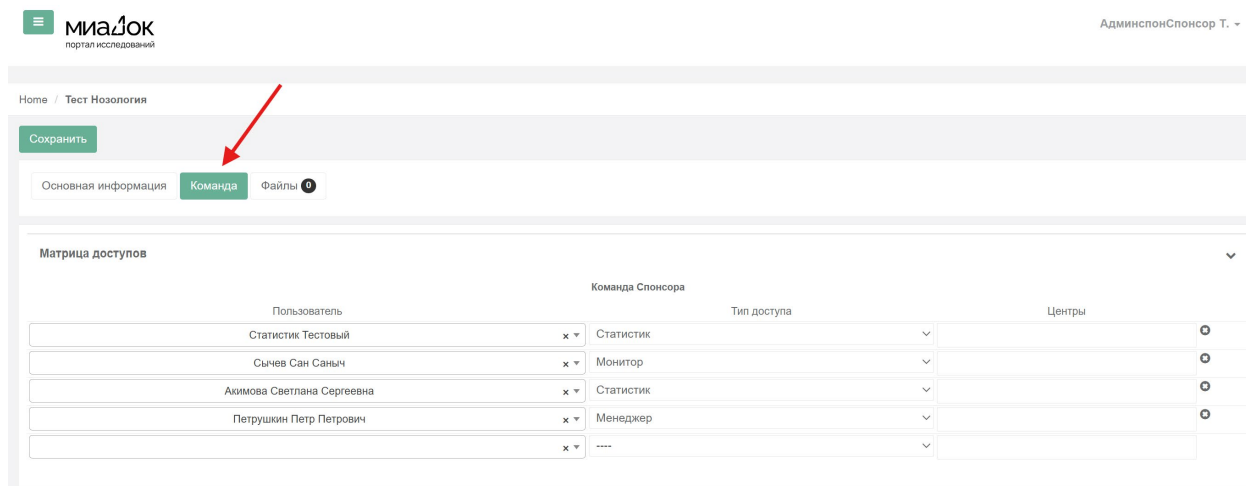 миаДок
портал исследований
АдминспонСпонсор Т.
Home / Тест Нозология
Сохранить
Основная информация Команда Файлы 0
Матрица доступов
Команда Спонсора
Пользователь Тип доступа Центры
Статистик Тестовый x Статистик
Сычев Сан Саныч x Монитор
Акимова Светлана Сергеевна x Статистик
Петрушкин Петр Петрович x Менеджер
x ----